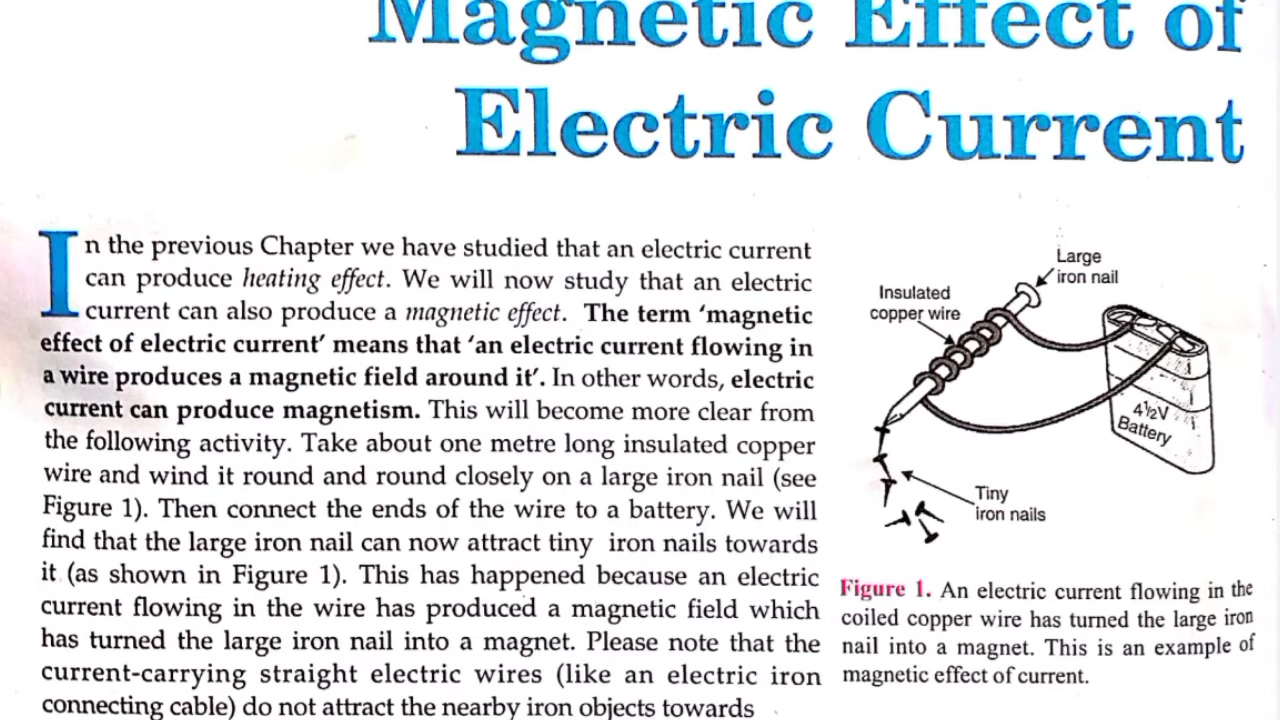 Magnetic Effect of
Electric Current
In the previous Chapter we have studied that an electric current
can produce heating effect. We will now study that an electric
current can also produce a magnetic effect. The term ‘magnetic
effect of electric current’ means that ‘an electric current flowing in
a wire produces a magnetic field around it’. In other words, electric
current can produce magnetism. This will become more clear from
the following activity. Take about one metre long insulated copper
wire and wind it round and round closely on a large iron nail (see
Figure 1). Then connect the ends of the wire to a battery. We will
find that the large iron nail can now attract tiny iron nails towards
it (as shown in Figure 1). This has happened because an electric
current flowing in the wire has produced a magnetic field which
has turned the large iron nail into a magnet. Please note that the
current-carrying straight electric wires (like an electric iron
connecting cable) do not attract the nearby iron objects towards
Large
iron nail
Insulated
copper wire
4½V
Battery
Tiny
iron nails
Figure 1. An electric current flowing in the
coiled copper wire has turned the large iron
nail into a magnet. This is an example of
magnetic effect of current.